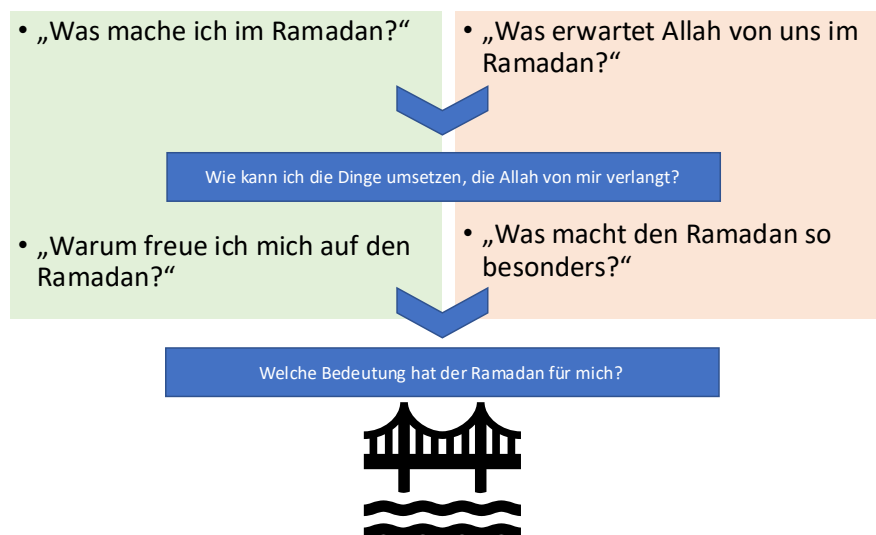 • „Was mache ich im Ramadan?“
• „Was erwartet Allah von uns im
Ramadan?“
Wie kann ich die Dinge umsetzen, die Allah von mir verlangt?
• „Warum freue ich mich auf den
Ramadan?“
• „Was macht den Ramadan so
besonders?“
Welche Bedeutung hat der Ramadan für mich?